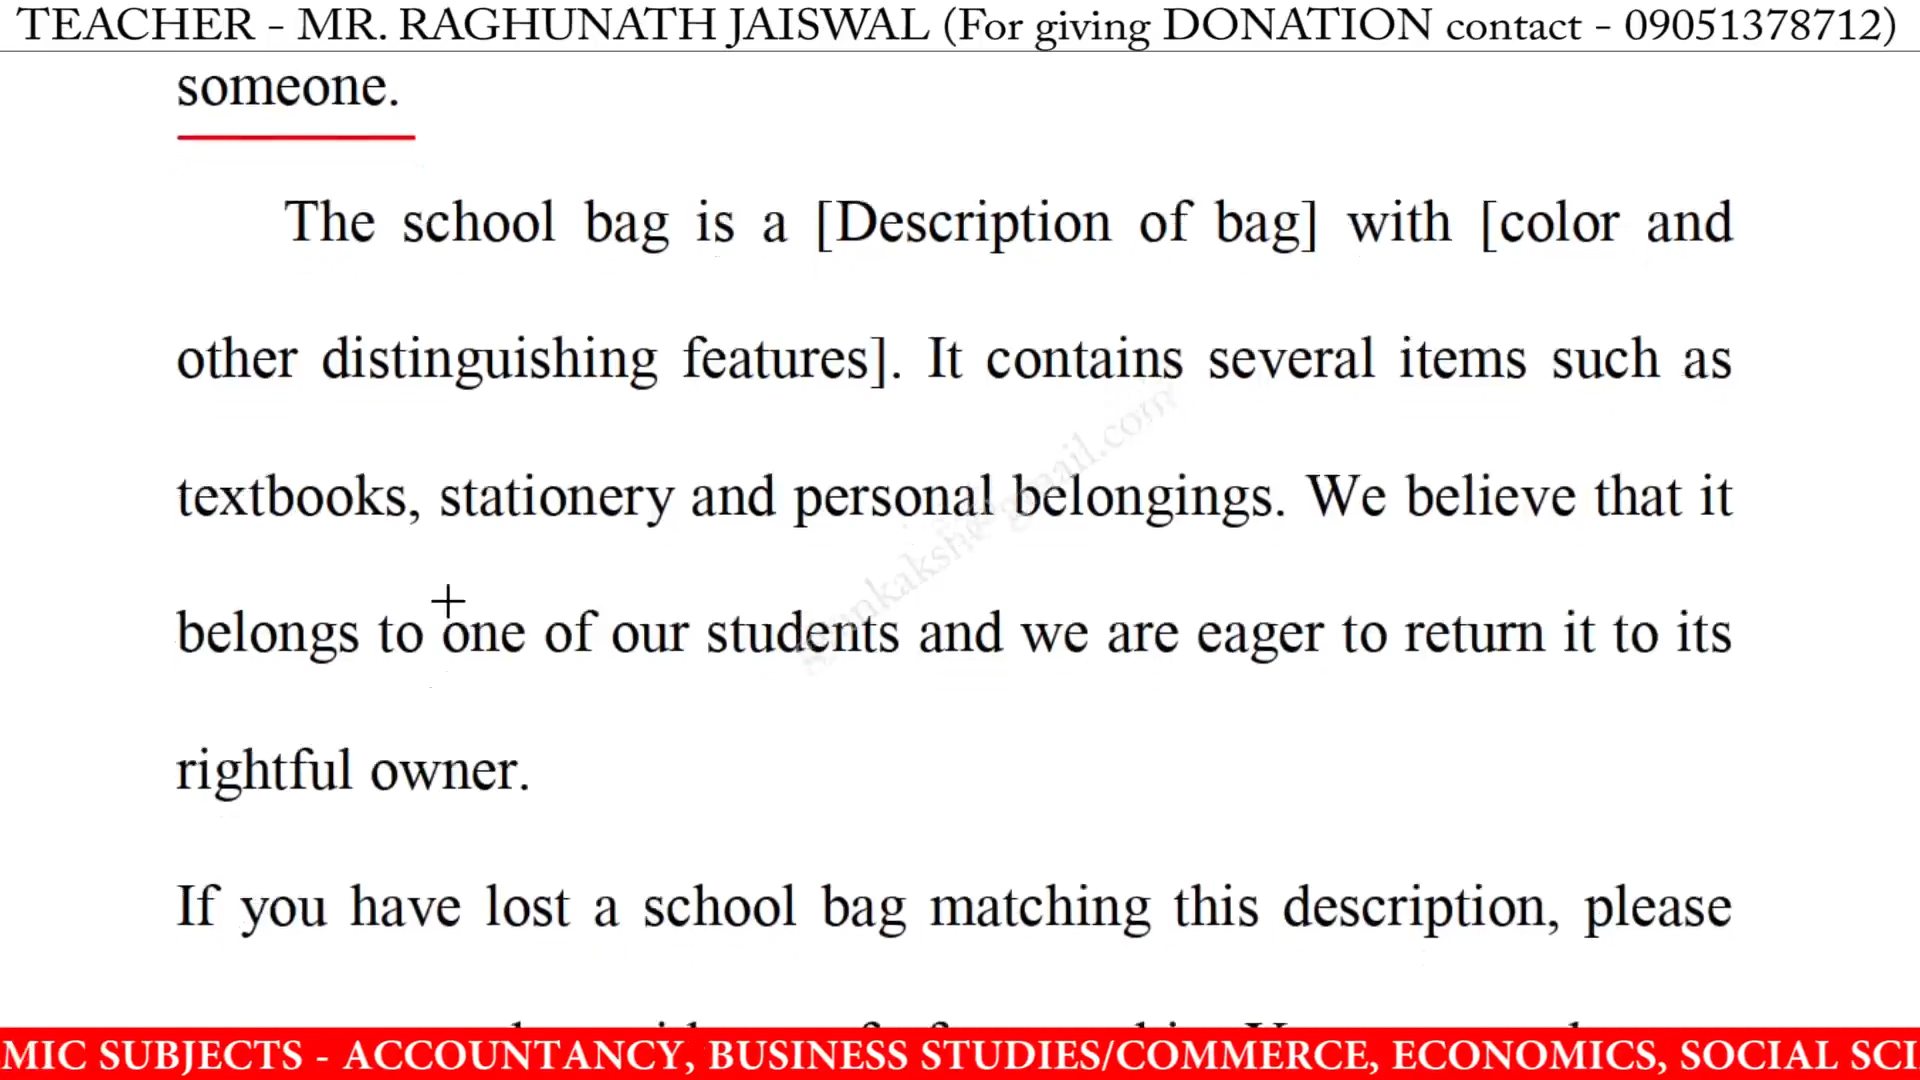 TEACHER - MR. RAGHUNATH JAISWAL (For giving DONATION contact - 09051378712)
someone.
The school bag is a [Description of bag] with [color and
other distinguishing features]. It contains several items such as
textbooks, stationery and personal belongings. We believe that it
belongs to one of our students and we are eager to return it to its
rightful owner.
If you have lost a school bag matching this description, please
MIC SUBJECTS - ACCOUNTANCY, BUSINESS STUDIES/COMMERCE, ECONOMICS, SOCIAL SCI